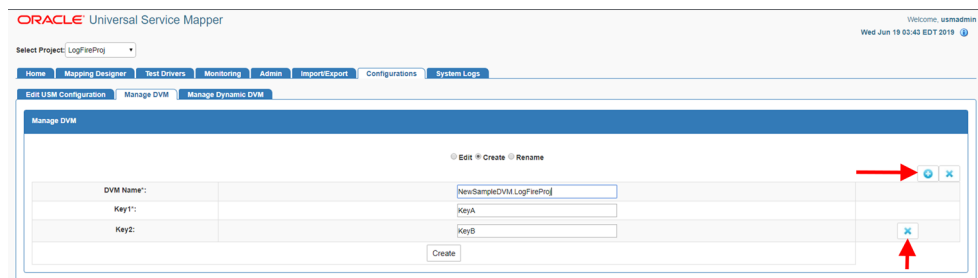 ORACLE Universal Service Mapper
Welcome, usmadmin
Wed Jun 19 03:43 EDT 2019
Select Project: LogFireProj
Home Mapping Designer Test Drivers Monitoring Admin Import/Export Configurations System Logs
Edit USM Configuration Manage DVM Manage Dynamic DVM
Manage DVM
Edit Create Rename
DVM Name*: NewSampleDVM.LogFireProj
Key1*: KeyA
Key2: KeyB
Create